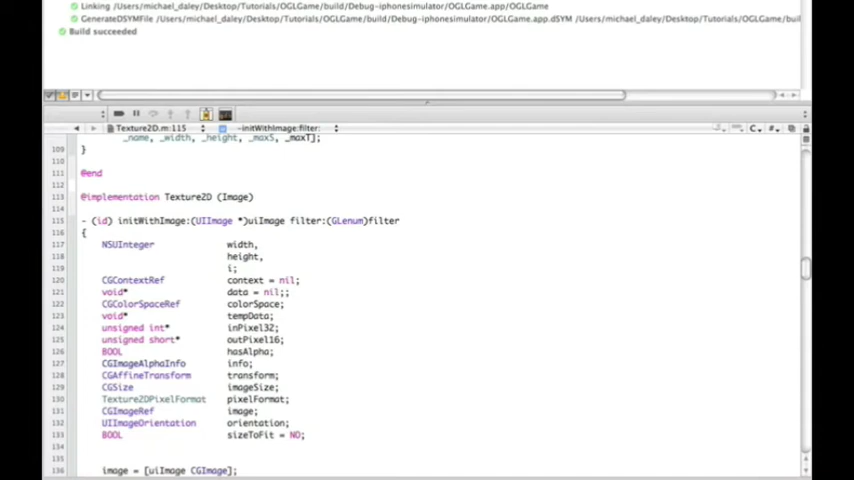 Linking /Users/michael_daley/Desktop/Tutorials/OGLGame/build/Debug-iphonesimulator/OGLGame.app/OGLGame
GenerateDSYMFile /Users/michael_daley/Desktop/Tutorials/OGLGame/build/Debug-iphonesimulator/OGLGame.app.dSYM /Users/michael_daley/Desktop/Tutorials/OGLGame/buil
Build succeeded
Texture2D.m:115 -initWithImage:filter: C # 
_name, _width, _height, _maxS, _maxT];
109 }
110
111 @end
112
113 @implementation Texture2D (Image)
114
115 - (id) initWithImage:(UIImage *)uiImage filter:(GLenum)filter
116 {
117 NSUInteger width,
118 height,
119 i;
120 CGContextRef context = nil;
121 void* data = nil;;
122 CGColorSpaceRef colorSpace;
123 void* tempData;
124 unsigned int* inPixel32;
125 unsigned short* outPixel16;
126 BOOL hasAlpha;
127 CGImageAlphaInfo info;
128 CGAffineTransform transform;
129 CGSize imageSize;
130 Texture2DPixelFormat pixelFormat;
131 CGImageRef image;
132 UIImageOrientation orientation;
133 BOOL sizeToFit = NO;
134
135
136 image = [uiImage CGImage];